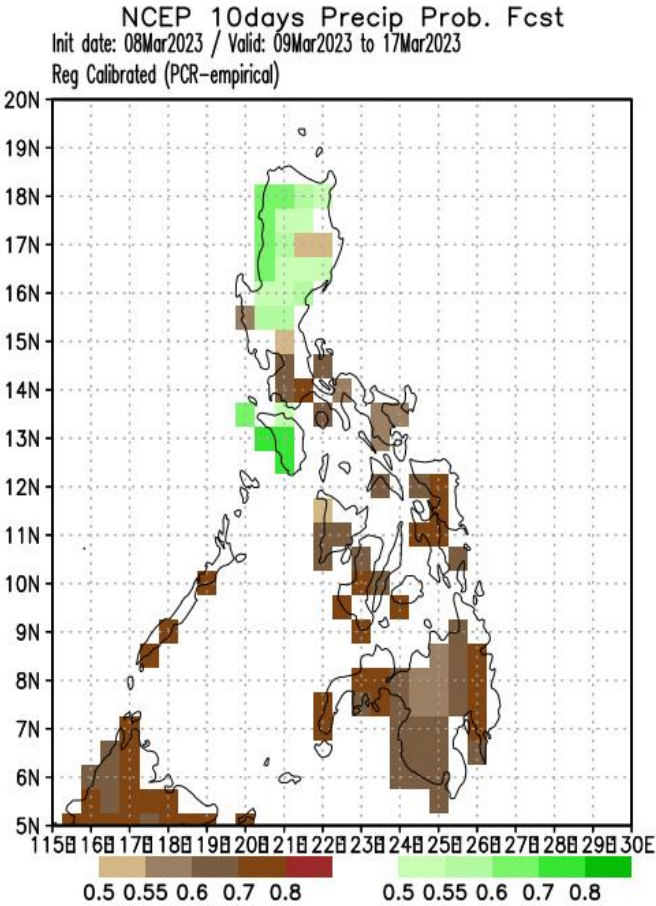 NCEP 10days Precip Prob. Fcst
Init date: 08Mar2023 / Valid: 09Mar2023 to 17Mar2023
Reg Calibrated (PCR-empirical)
20N
19N
18N
17N
16N
15N
14N
13N
12N
11N
10N
9N
8N
7N
6N
5N
115E 116E 117E 118E 119E 120E 121E 122E 123E 124E 125E 126E 127E 128E 129E 130E
0.5 0.55 0.6 0.7 0.8 0.5 0.55 0.6 0.7 0.8